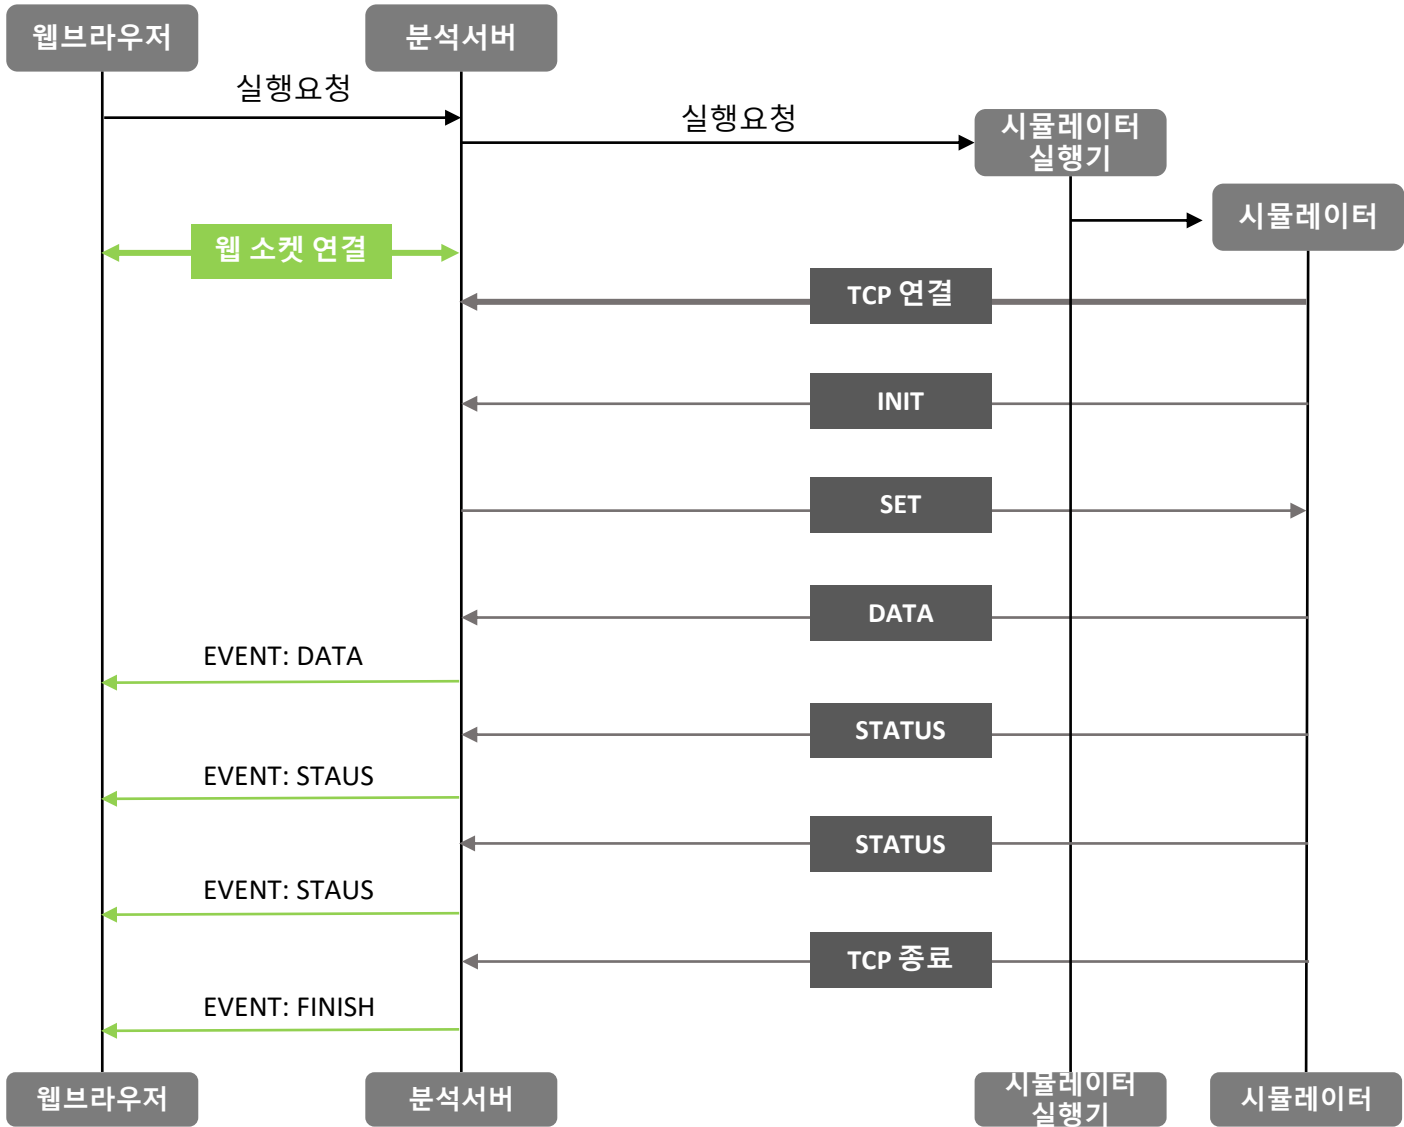 웹브라우저
분석서버
실행요청
실행요청
시뮬레이터
실행기
시뮬레이터
웹 소켓 연결
TCP 연결
INIT
SET
DATA
EVENT: DATA
STATUS
EVENT: STAUS
STATUS
EVENT: STAUS
TCP 종료
EVENT: FINISH
웹브라우저
분석서버
시뮬레이터
실행기
시뮬레이터